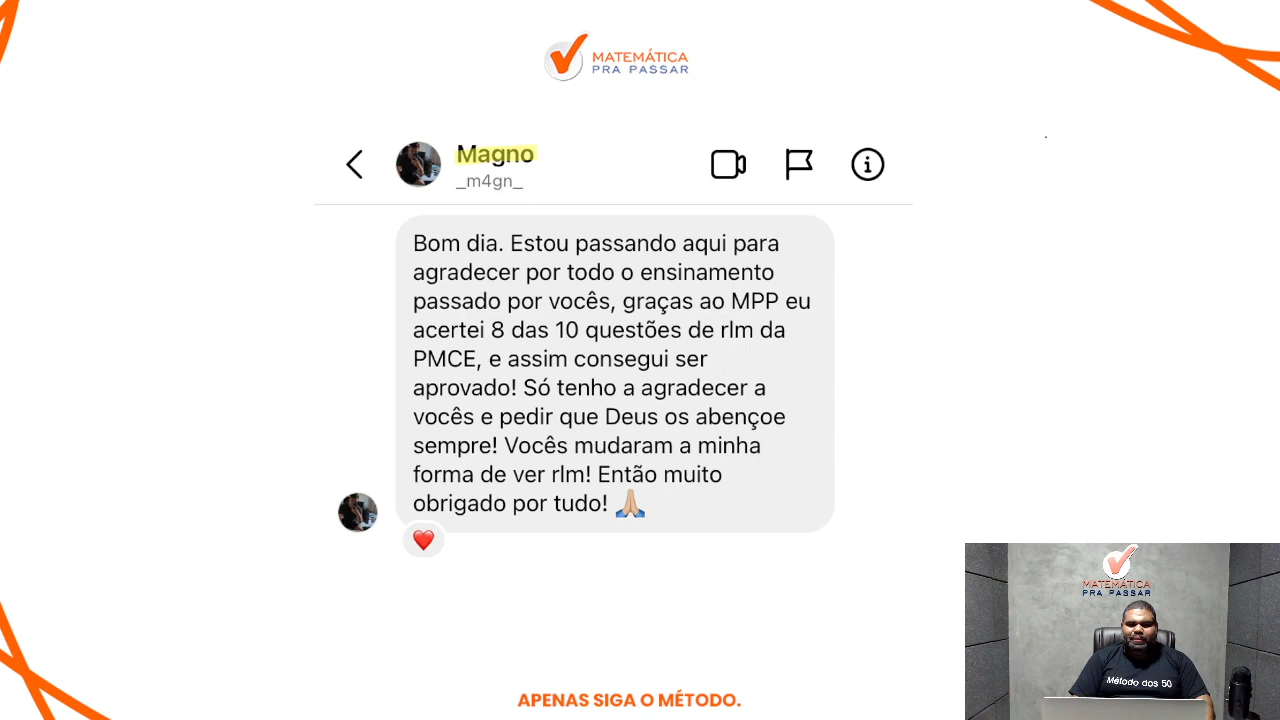 MATEMÁTICA
PRA PASSAR
Magno
_m4gn_
Bom dia. Estou passando aqui para
agradecer por todo o ensinamento
passado por vocês, graças ao MPP eu
acertei 8 das 10 questões de rlm da
PMCE, e assim consegui ser
aprovado! Só tenho a agradecer a
vocês e pedir que Deus os abençoe
sempre! Vocês mudaram a minha
forma de ver rlm! Então muito
obrigado por tudo! 🙏🏼
MATEMÁTICA
PRA PASSAR
Método dos 50
APENAS SIGA O MÉTODO.